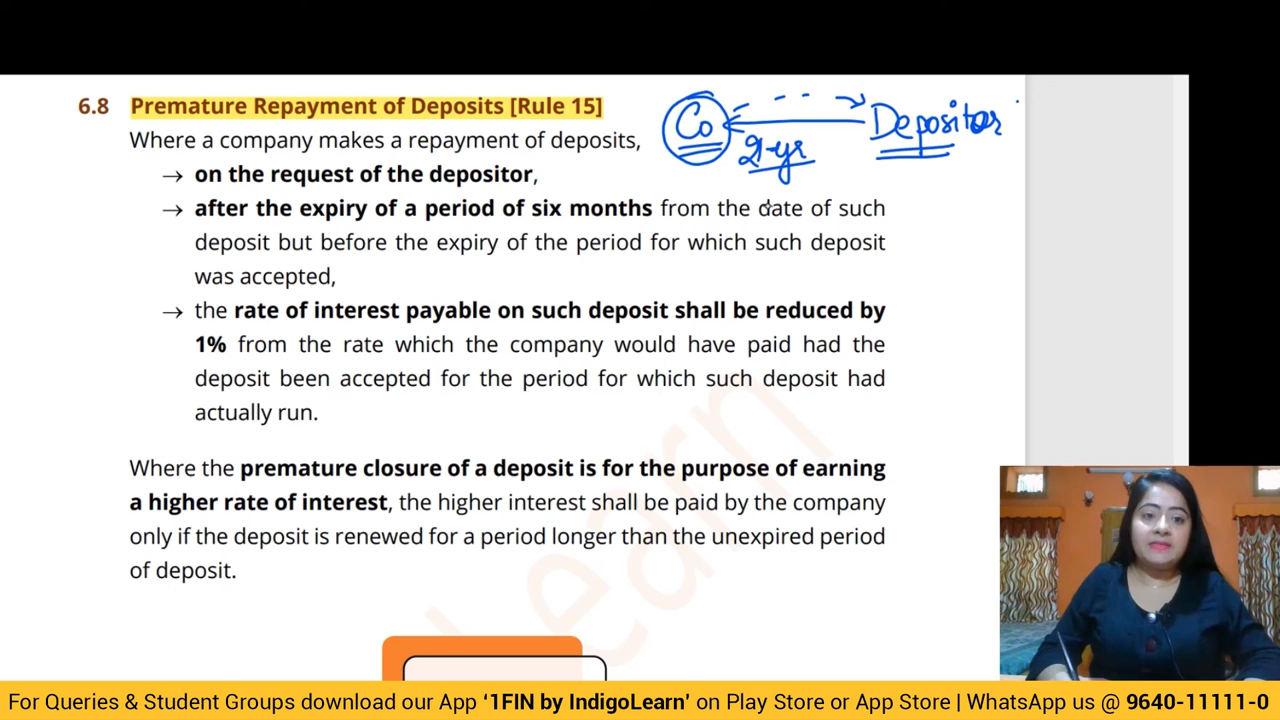 6.8 Premature Repayment of Deposits [Rule 15]
Co
Depositor
2 yr
Where a company makes a repayment of deposits,
→ on the request of the depositor,
→ after the expiry of a period of six months from the date of such
deposit but before the expiry of the period for which such deposit
was accepted,
→ the rate of interest payable on such deposit shall be reduced by
1% from the rate which the company would have paid had the
deposit been accepted for the period for which such deposit had
actually run.
Where the premature closure of a deposit is for the purpose of earning
a higher rate of interest, the higher interest shall be paid by the company
only if the deposit is renewed for a period longer than the unexpired period
of deposit.
Learn
For Queries & Student Groups download our App ‘1FIN by IndigoLearn’ on Play Store or App Store | WhatsApp us @ 9640-11111-0